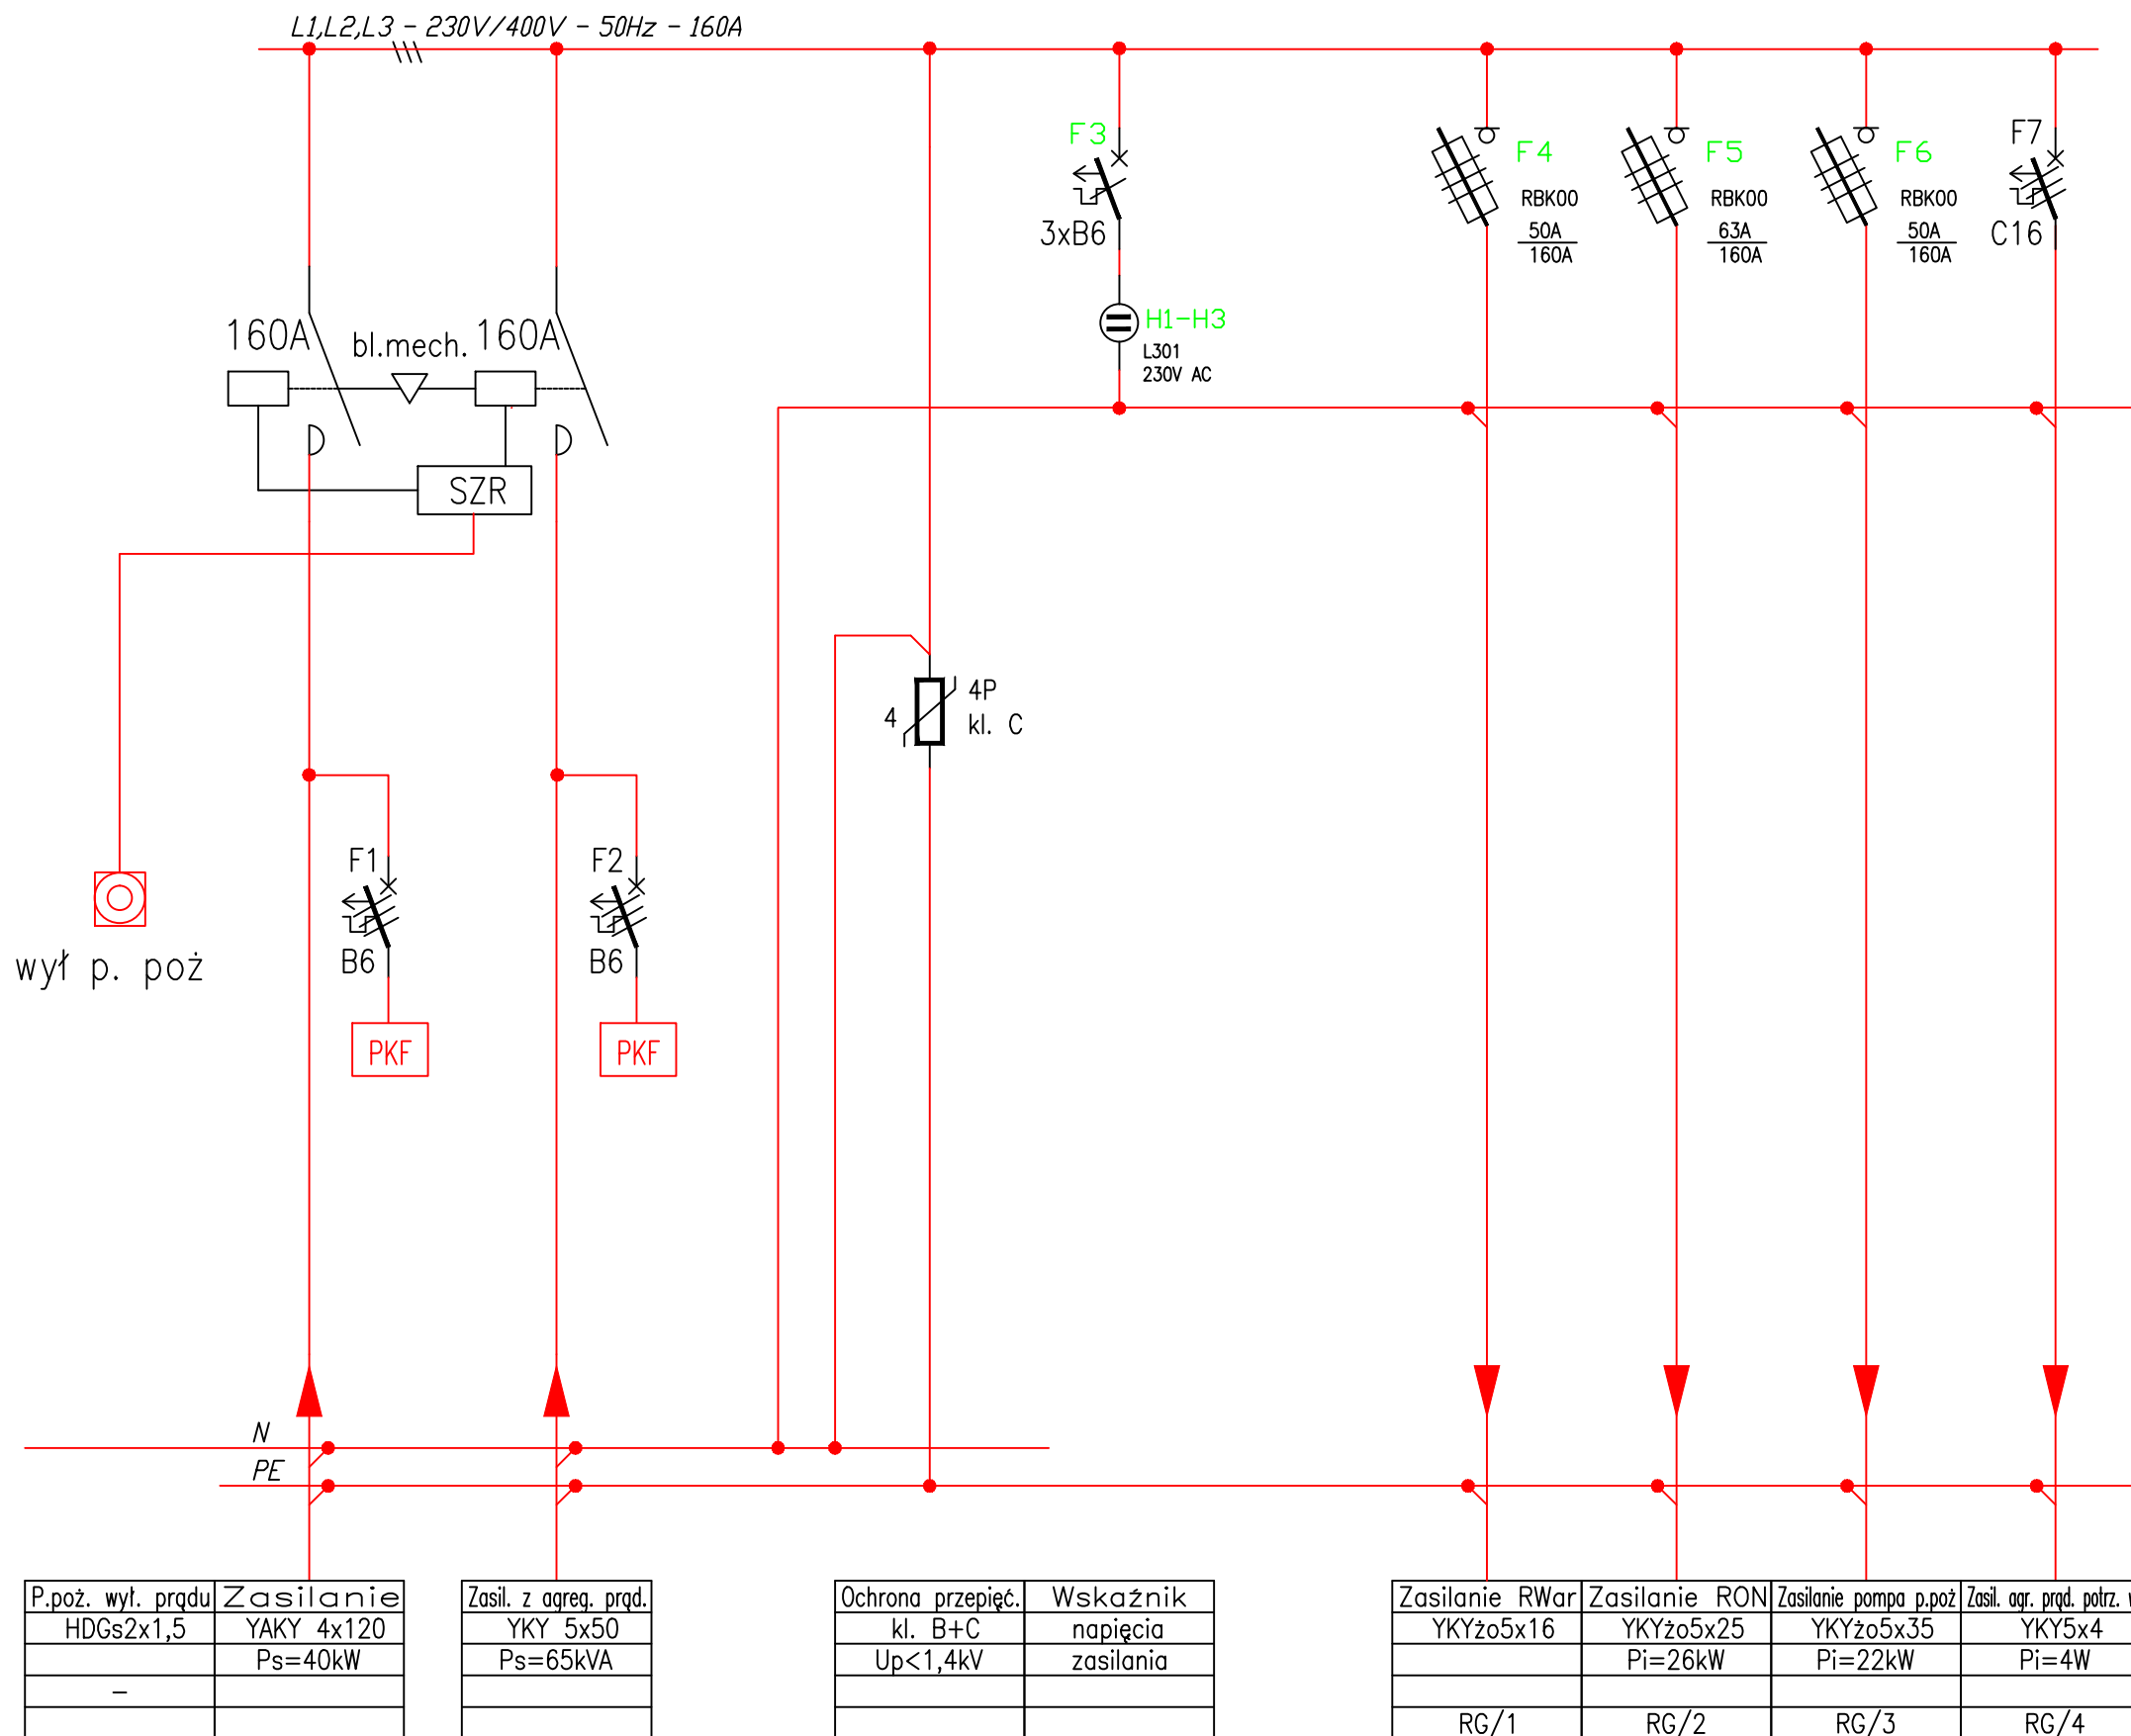 L1,L2,L3 - 230V/400V - 50Hz - 160A
F3
3xB6
F4
RBK00
50A
160A
F5
RBK00
63A
160A
F6
RBK00
50A
160A
F7
C16
160A
bl.mech.
160A
H1-H3
L301
230V AC
SZR
4
4P
kl. C
F1
B6
F2
B6
wył p. poż
PKF
PKF
N
PE
P.poż. wył. prądu
HDGs2x1,5
-
Zasilanie
YAKY 4x120
Ps=40kW
Zasil. z agreg. prąd.
YKY 5x50
Ps=65kVA
Ochrona przepięć.
kl. B+C
Up<1,4kV
Wskaźnik
napięcia
zasilania
Zasilanie RWar
YKYżo5x16
RG/1
Zasilanie RON
YKYżo5x25
Pi=26kW
RG/2
Zasilanie pompa p.poż
YKYżo5x35
Pi=22kW
RG/3
Zasil. agr. prąd. potrz.
YKY5x4
Pi=4W
RG/4